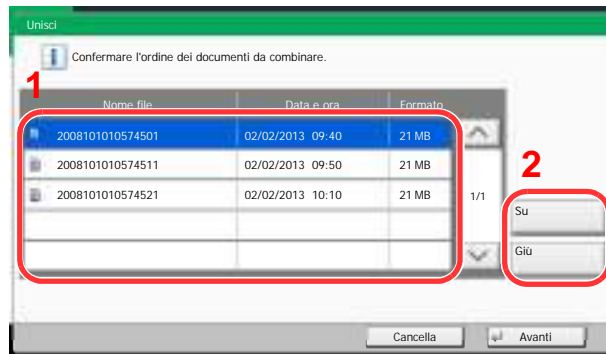 Unisci
Confermare l'ordine dei documenti da combinare.
1
Nome file Data e ora Formato
2008101010574501 02/02/2013 09:40 21 MB
2008101010574511 02/02/2013 09:50 21 MB
2
2008101010574521 02/02/2013 10:10 21 MB 1/1
Su
Giù
Cancella Avanti